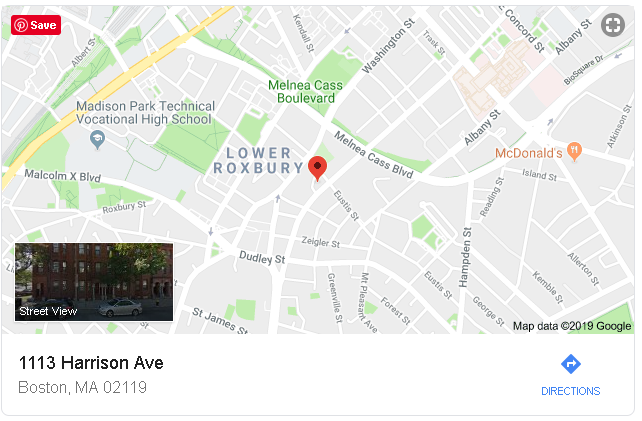 Save
Albert St
Kendall St
Washington St
Trask St
E Concord St
Albany St
BioSquare Dr
Melnea Cass
Boulevard
Madison Park Technical
Vocational High School
LOWER
ROXBURY
Melnea Cass Blvd
Albany St
McDonald's
Atkinson St
Malcolm X Blvd
Island St
Roxbury St
Eustis St
Reading St
Zeigler St
Dudley St
Hampden St
Allerton St
Kemble St
Eustis St
George St
Greenville St
Mt Pleasant Ave
Forest St
St James St
Street View
Map data ©2019 Google
1113 Harrison Ave
Boston, MA 02119
DIRECTIONS